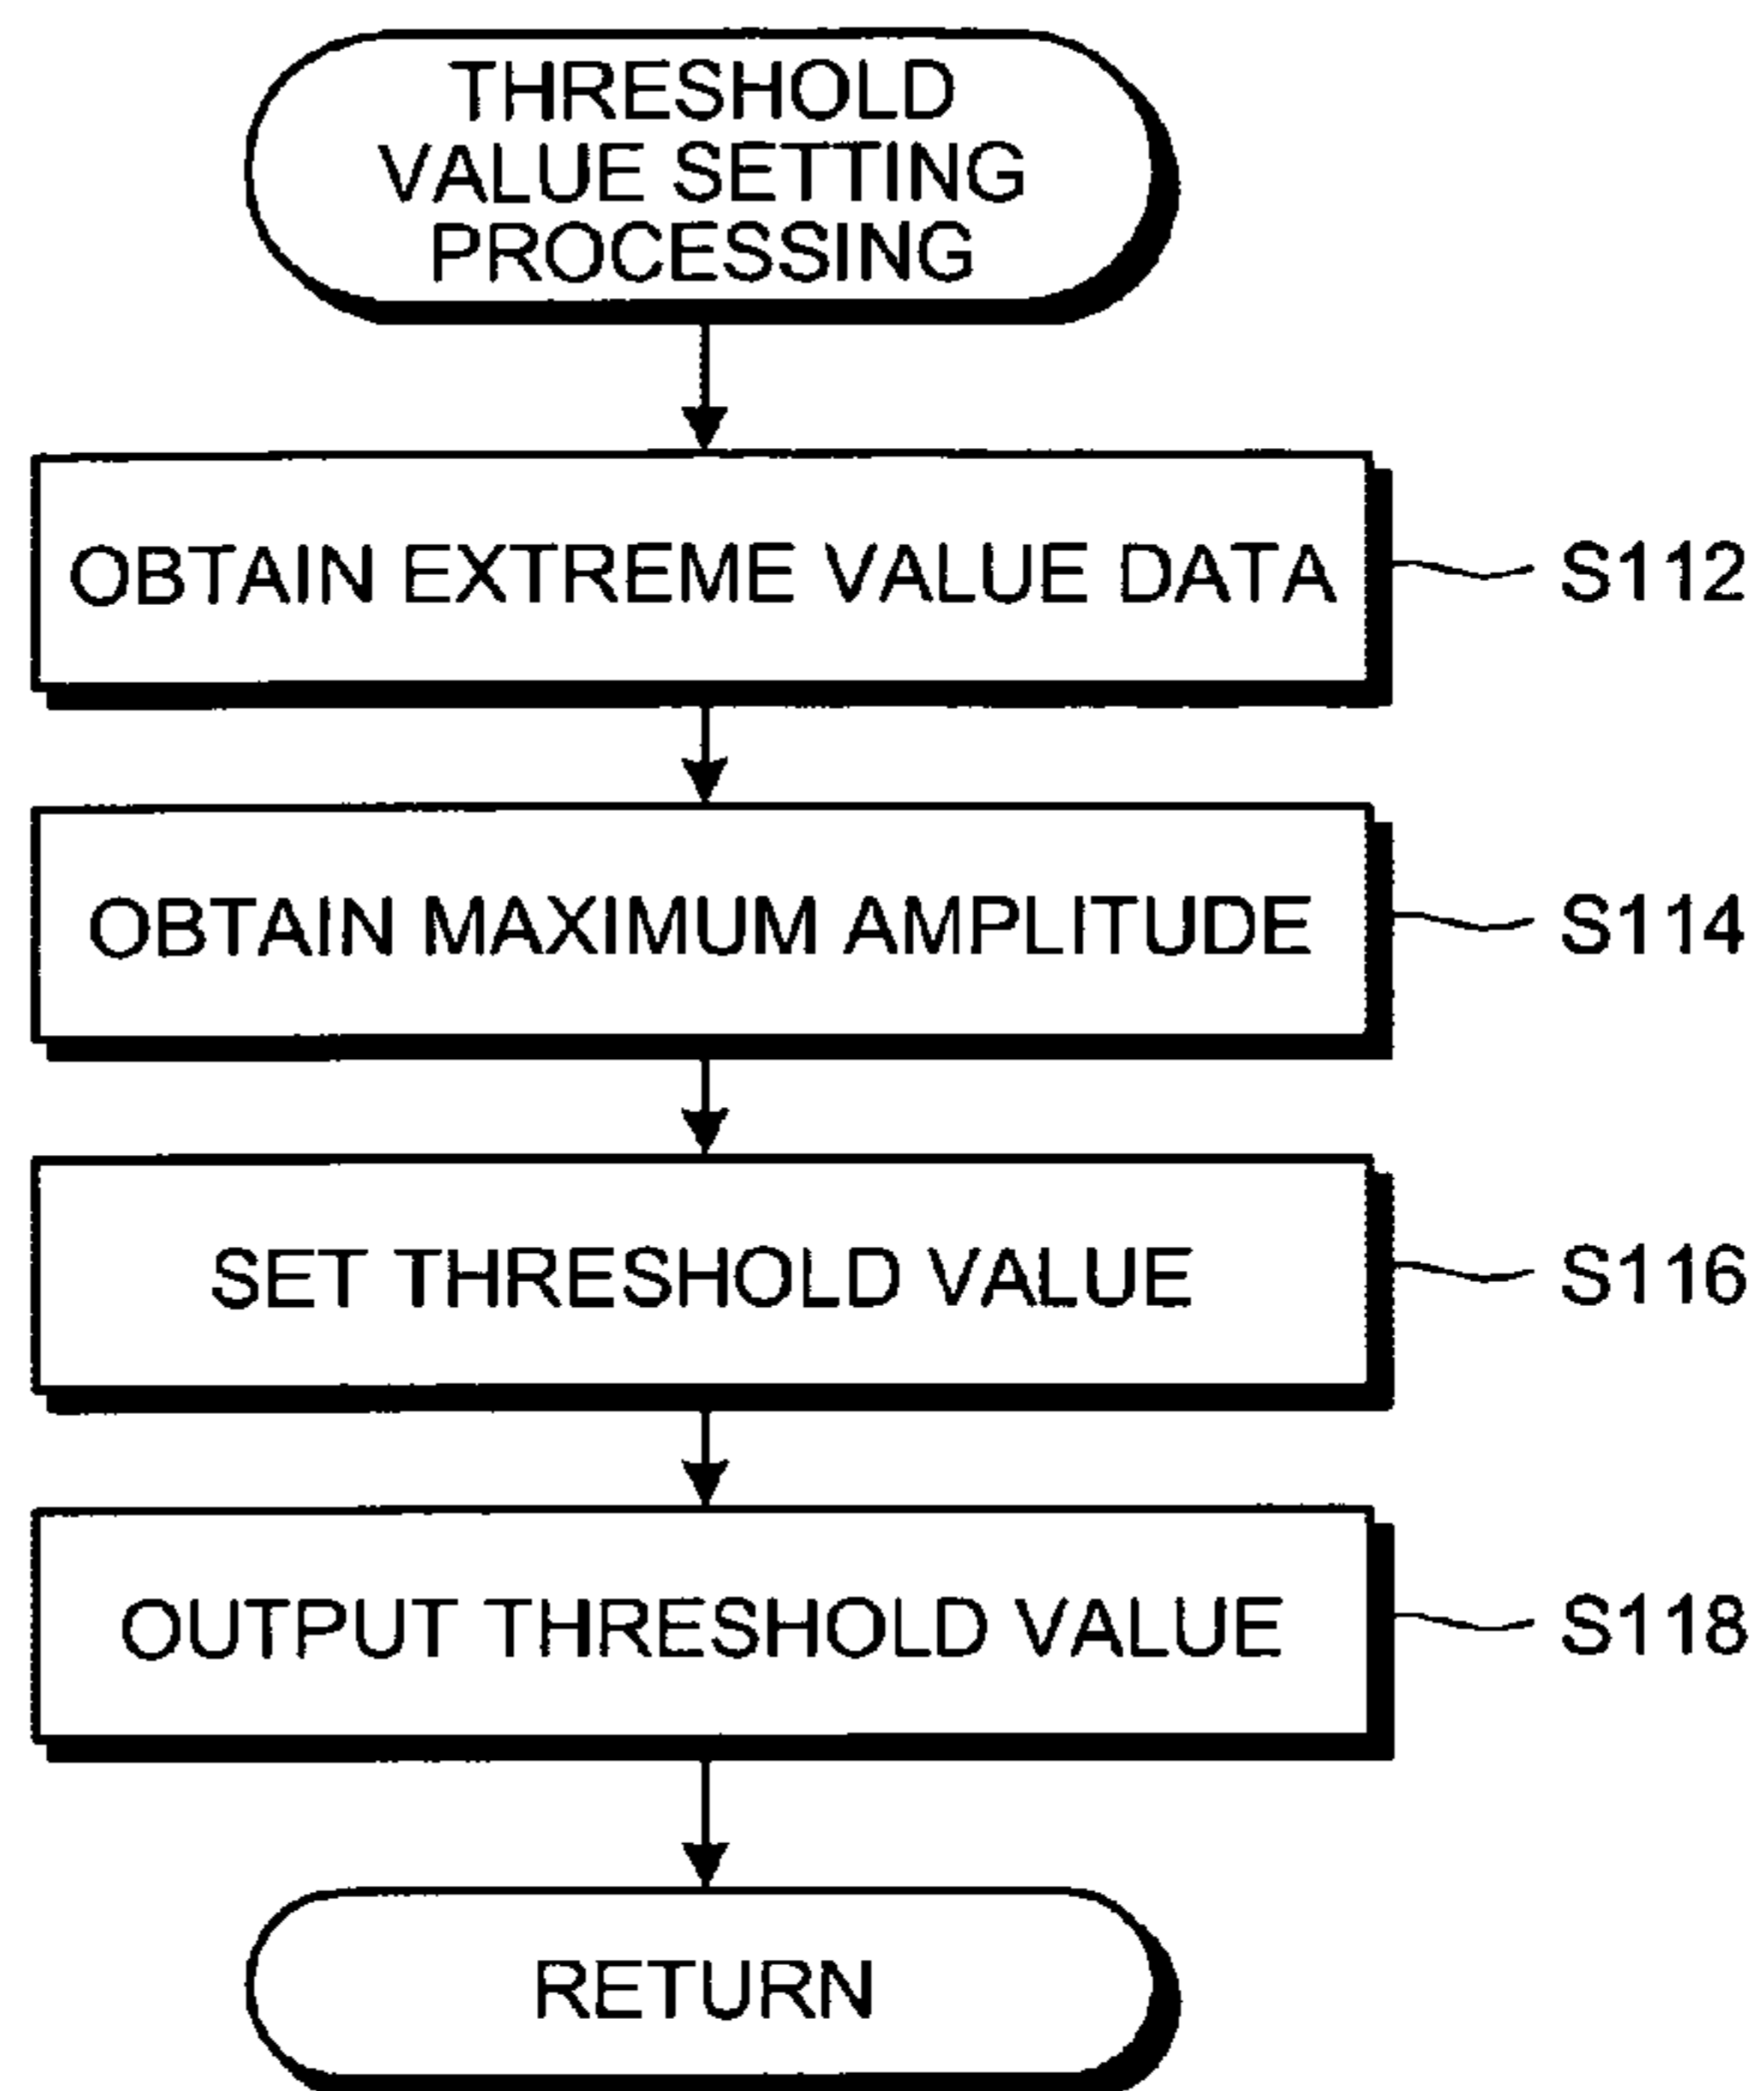 THRESHOLD
VALUE SETTING
PROCESSING
OBTAIN EXTREME VALUE DATA
S112
OBTAIN MAXIMUM AMPLITUDE
S114
SET THRESHOLD VALUE
S116
OUTPUT THRESHOLD VALUE
S118
RETURN